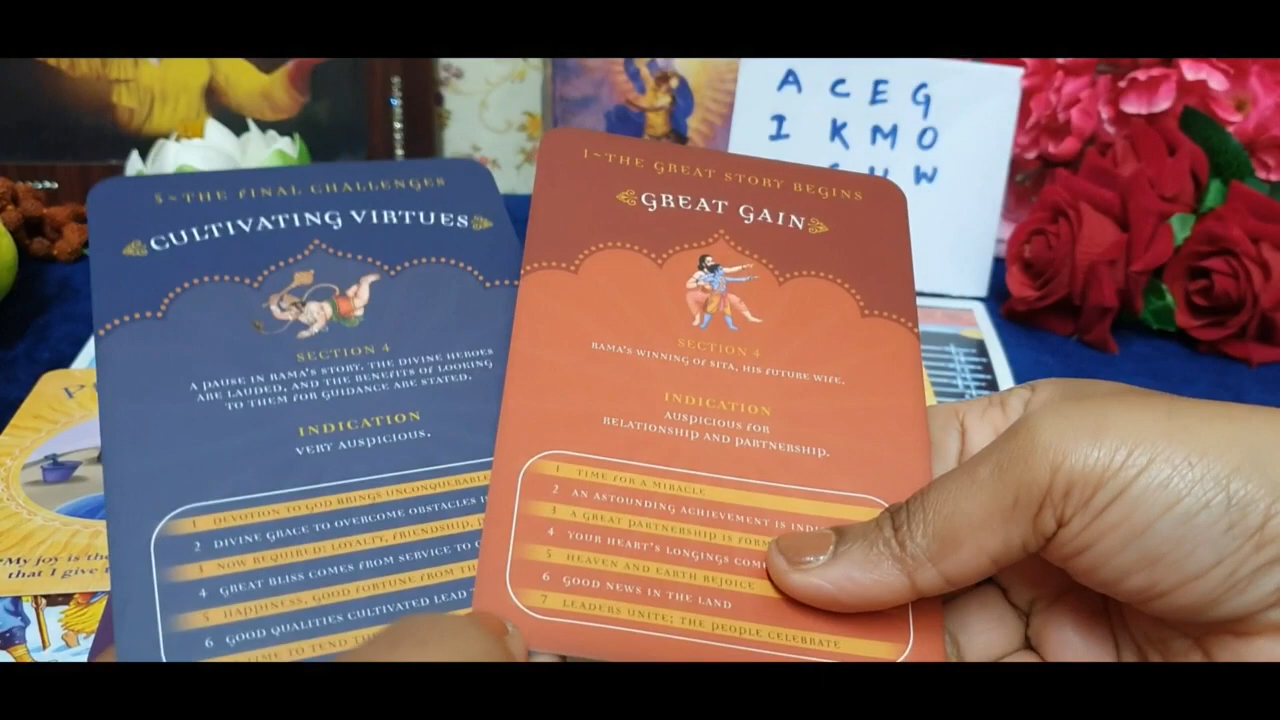 A C E G
I K M O
U W
5~THE FINAL CHALLENGES
CULTIVATING VIRTUES
SECTION 4
A PAUSE IN RAMA'S STORY. THE DIVINE HEROES
ARE LAUDED, AND THE BENEFITS OF LOOKING
TO THEM FOR GUIDANCE ARE STATED.
INDICATION
VERY AUSPICIOUS.
1 DEVOTION TO GOD BRINGS UNCONQUERABLE
2 DIVINE GRACE TO OVERCOME OBSTACLES
3 NOW REQUIRED: LOYALTY, FRIENDSHIP,
4 GREAT BLISS COMES FROM SERVICE TO
5 HAPPINESS, GOOD FORTUNE FROM
6 GOOD QUALITIES CULTIVATED LEAD
TIME TO TEND
1~THE GREAT STORY BEGINS
GREAT GAIN
SECTION 4
RAMA'S WINNING OF SITA, HIS FUTURE WIFE.
INDICATION
AUSPICIOUS FOR
RELATIONSHIP AND PARTNERSHIP.
1 TIME FOR A MIRACLE
2 AN ASTOUNDING ACHIEVEMENT IS
3 A GREAT PARTNERSHIP IS
4 YOUR HEART'S LONGINGS
5 HEAVEN AND EARTH REJOICE
6 GOOD NEWS IN THE LAND
7 LEADERS UNITE; THE PEOPLE CELEBRATE
"My joy is
that I give